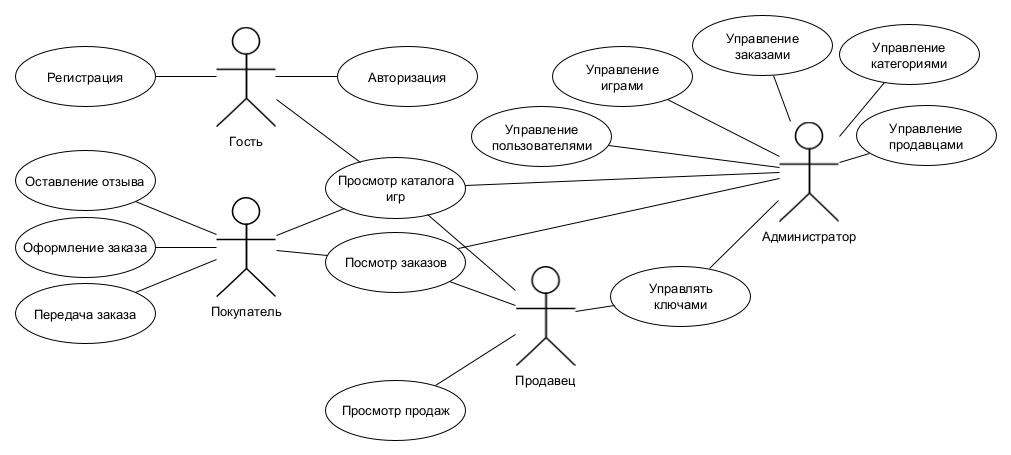 Управление
заказами
Управление
категориями
Управление
играми
Регистрация
Авторизация
Управление
пользователями
Управление
продавцами
Гость
Оставление отзыва
Просмотр каталога
игр
Администратор
Оформление заказа
Посмотр заказов
Управлять
ключами
Передача заказа
Покупатель
Продавец
Просмотр продаж